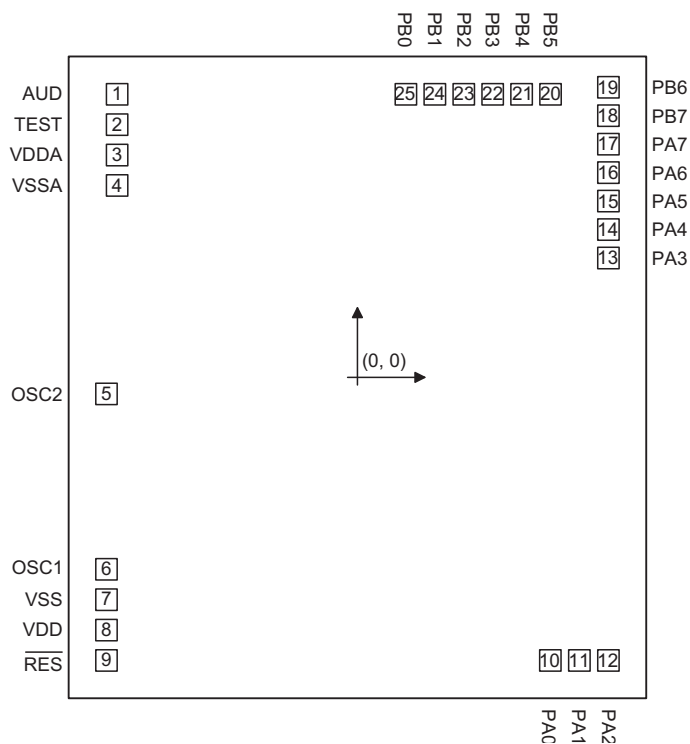 PB0 PB1 PB2 PB3 PB4 PB5
AUD 1 25 24 23 22 21 20 19 PB6
TEST 2 18 PB7
VDDA 3 17 PA7
VSSA 4 16 PA6
15 PA5
14 PA4
13 PA3
(0, 0)
OSC2 5
OSC1 6
VSS 7
VDD 8
RES 9 10 11 12
PA0 PA1 PA2